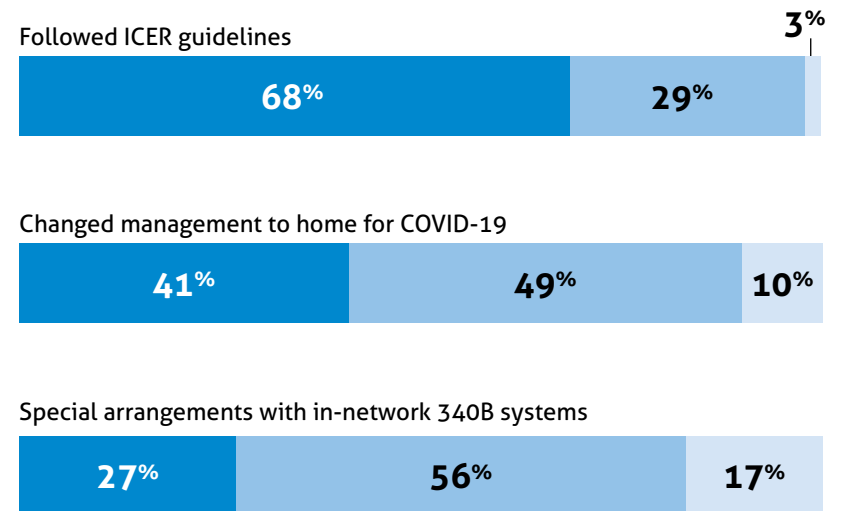 3%
Followed ICER guidelines
68% 29%
Changed management to home for COVID-19
41% 49% 10%
Special arrangements with in-network 340B systems
27% 56% 17%